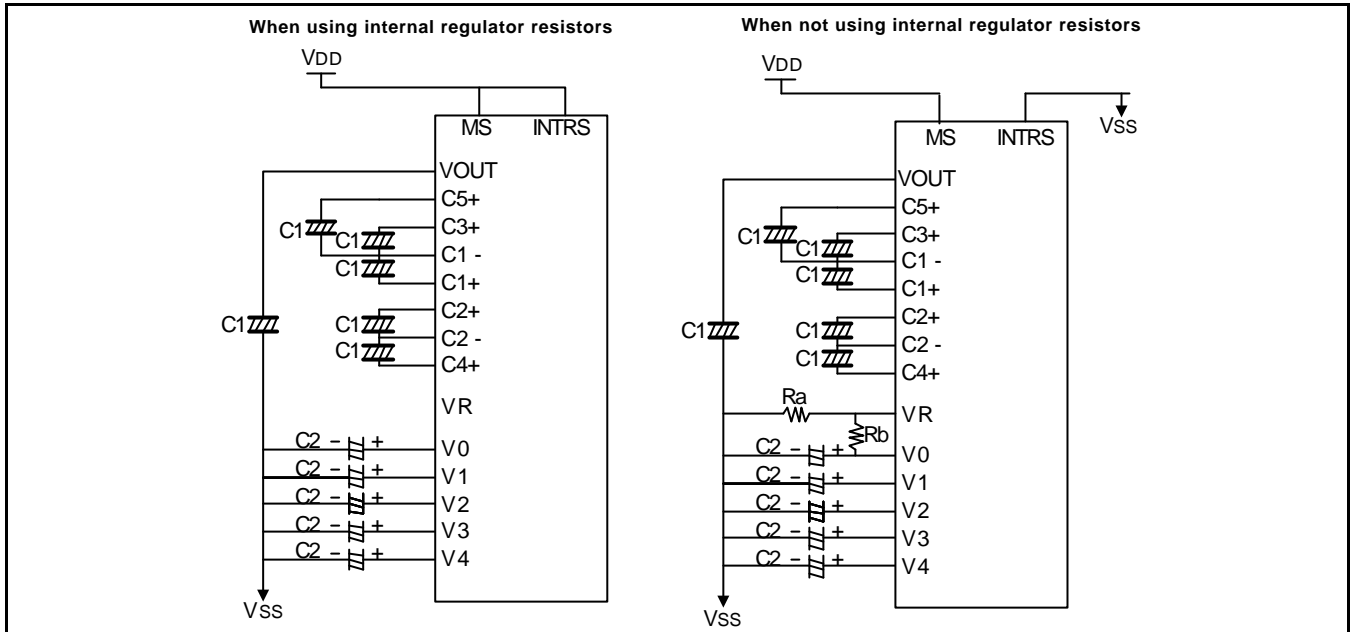 When using internal regulator resistors
VDD
MS INTRS
VOUT
C5+
C1
C3+
C1
C1 -
C1
C1+
C2+
C1
C1
C2 -
C1
C4+
VR
C2 - + V0
C2 - + V1
C2 - + V2
C2 - + V3
C2 - + V4
VSS
When not using internal regulator resistors
VDD
VSS
MS INTRS
VOUT
C5+
C1
C3+
C1
C1 -
C1
C1+
C2+
C1
C1
C2 -
C1
C4+
Ra
VR
Rb
C2 - + V0
C2 - + V1
C2 - + V2
C2 - + V3
C2 - + V4
VSS